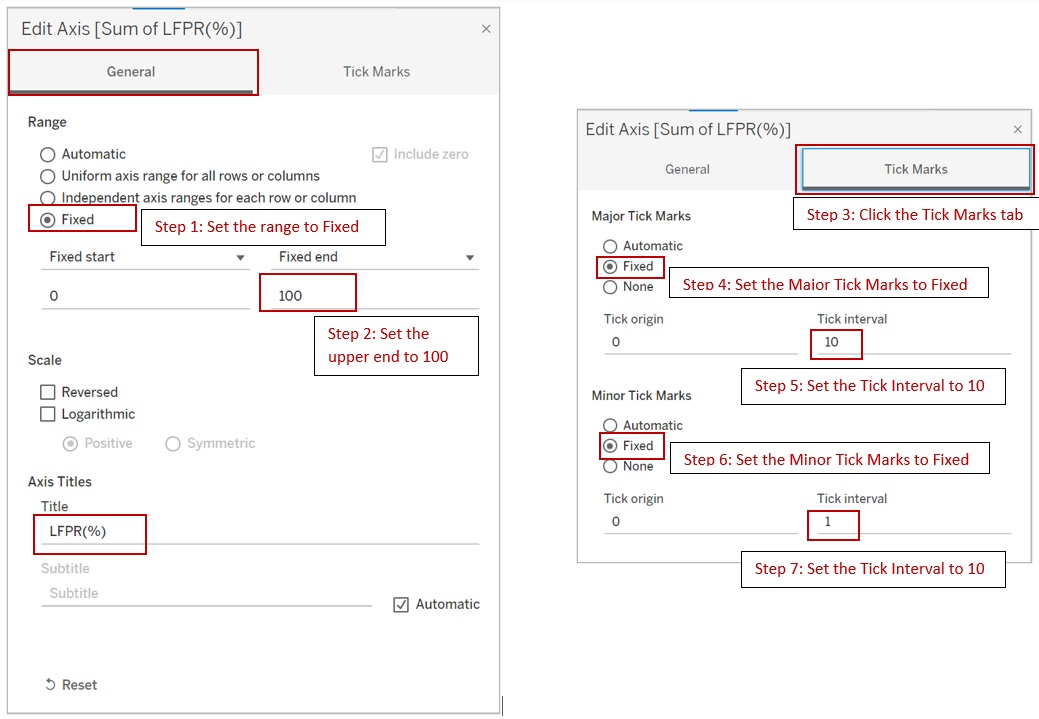 Edit Axis [Sum of LFPR(%)]
General
Tick Marks
Range
Automatic
Include zero
Uniform axis range for all rows or columns
Independent axis ranges for each row or column
Fixed
Step 1: Set the range to Fixed
Fixed start
Fixed end
0
100
Step 2: Set the
upper end to 100
Scale
Reversed
Logarithmic
Positive
Symmetric
Axis Titles
Title
LFPR(%)
Subtitle
Subtitle
Automatic
Reset
Edit Axis [Sum of LFPR(%)]
General
Tick Marks
Step 3: Click the Tick Marks tab
Major Tick Marks
Automatic
Fixed
None
Step 4: Set the Major Tick Marks to Fixed
Tick origin
Tick interval
0
10
Step 5: Set the Tick Interval to 10
Minor Tick Marks
Automatic
Fixed
None
Step 6: Set the Minor Tick Marks to Fixed
Tick origin
Tick interval
0
1
Step 7: Set the Tick Interval to 10